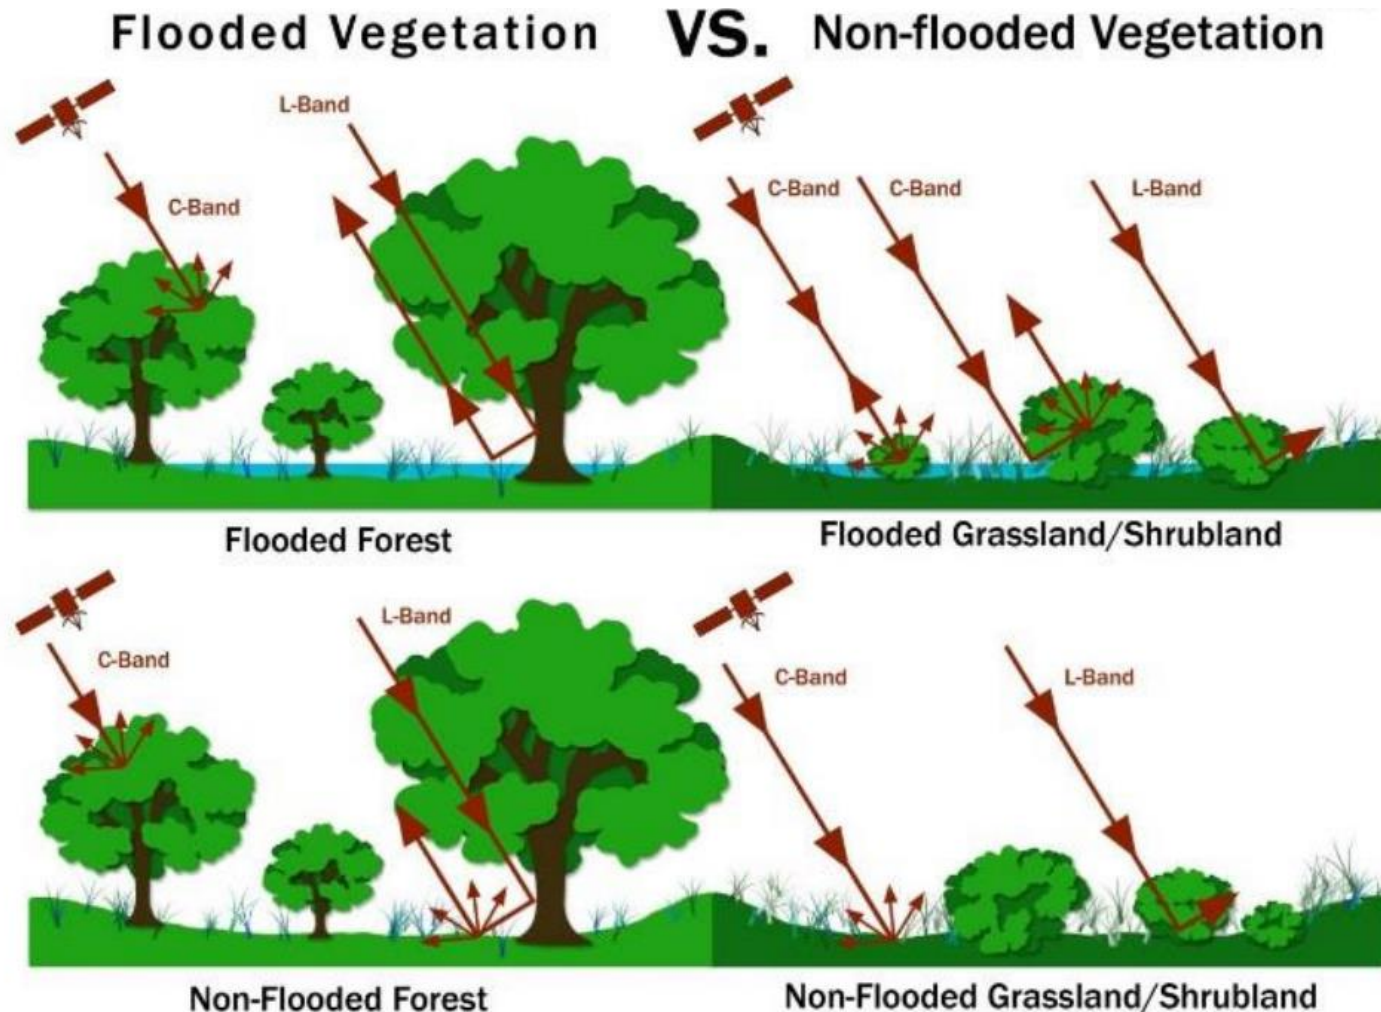 Flooded Vegetation VS. Non-flooded Vegetation
L-Band
C-Band
C-Band
C-Band
L-Band
Flooded Forest
Flooded Grassland/Shrubland
L-Band
C-Band
C-Band
L-Band
Non-Flooded Forest
Non-Flooded Grassland/Shrubland